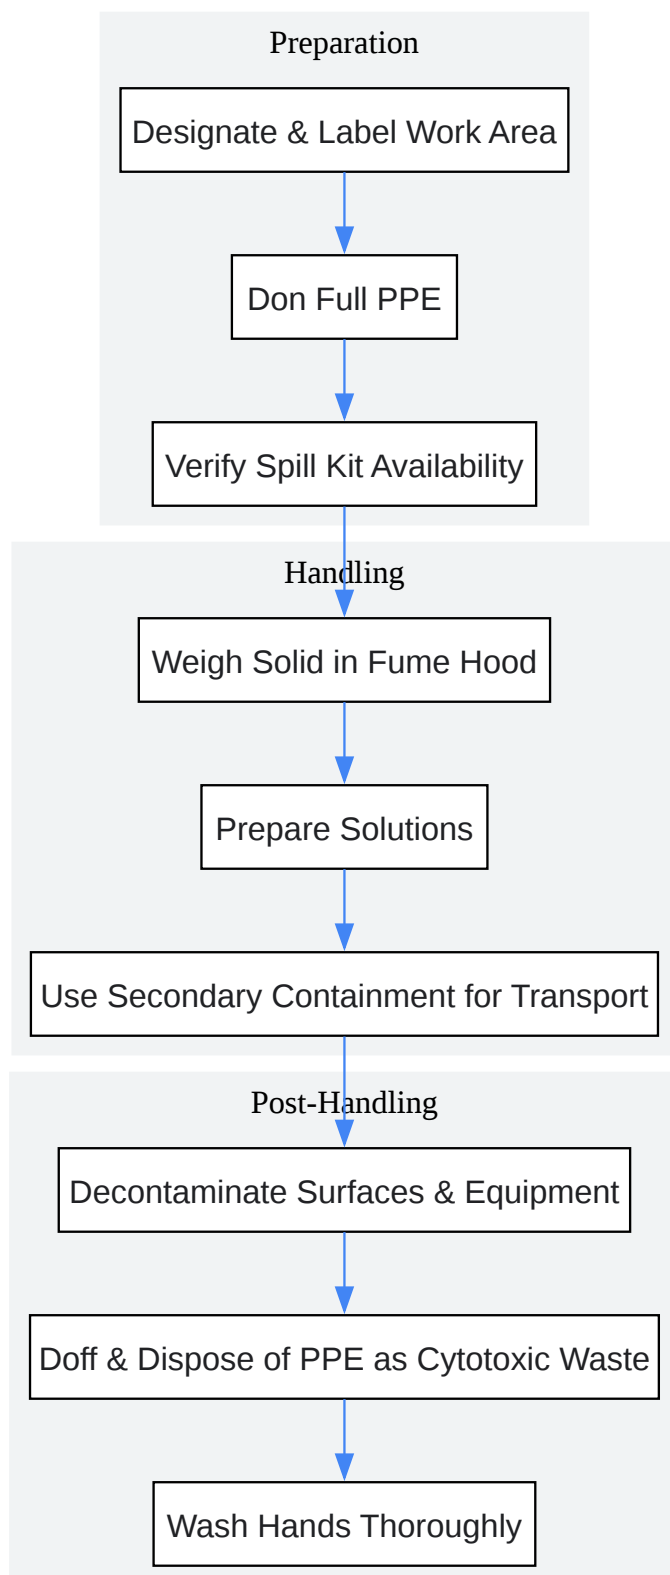 Preparation
Designate & Label Work Area
Don Full PPE
Verify Spill Kit Availability
Handling
Weigh Solid in Fume Hood
Prepare Solutions
Use Secondary Containment for Transport
Post-Handling
Decontaminate Surfaces & Equipment
Doff & Dispose of PPE as Cytotoxic Waste
Wash Hands Thoroughly